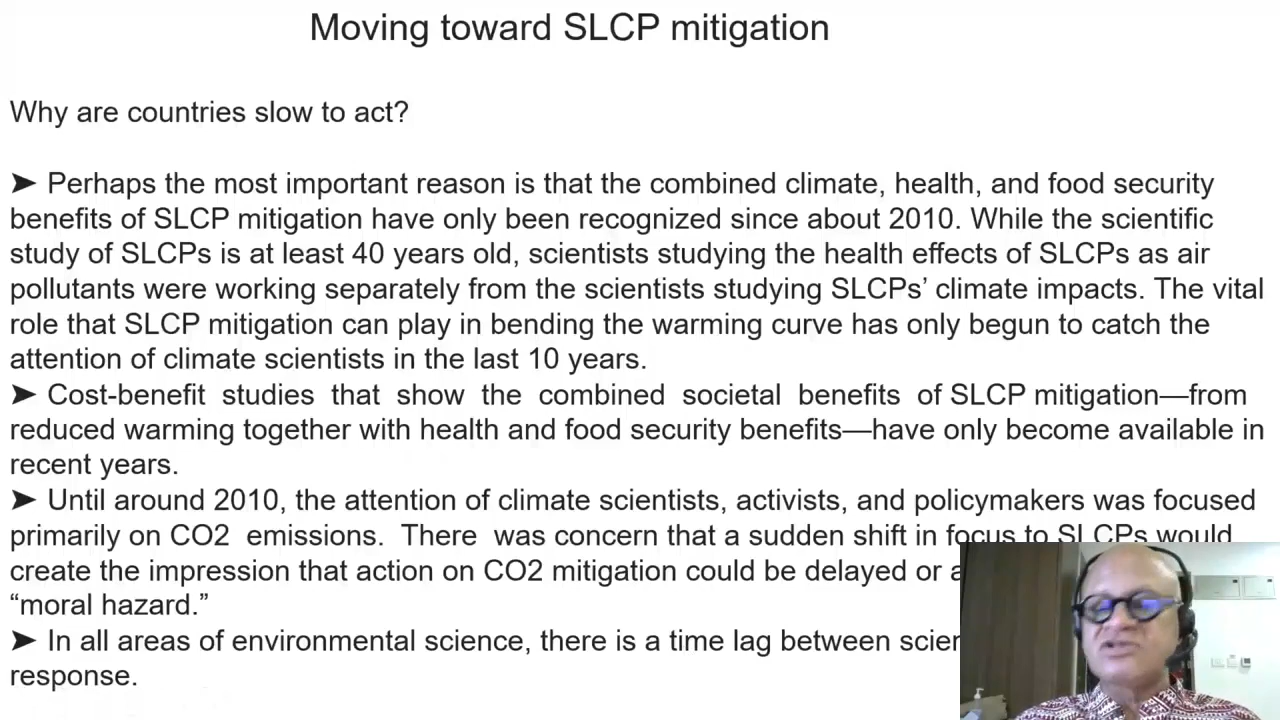 Moving toward SLCP mitigation
Why are countries slow to act?
➤ Perhaps the most important reason is that the combined climate, health, and food security
benefits of SLCP mitigation have only been recognized since about 2010. While the scientific
study of SLCPs is at least 40 years old, scientists studying the health effects of SLCPs as air
pollutants were working separately from the scientists studying SLCPs’ climate impacts. The vital
role that SLCP mitigation can play in bending the warming curve has only begun to catch the
attention of climate scientists in the last 10 years.
➤ Cost-benefit studies that show the combined societal benefits of SLCP mitigation—from
reduced warming together with health and food security benefits—have only become available in
recent years.
➤ Until around 2010, the attention of climate scientists, activists, and policymakers was focused
primarily on CO2 emissions. There was concern that a sudden shift in focus to SLCPs would
create the impression that action on CO2 mitigation could be delayed or
“moral hazard.”
➤ In all areas of environmental science, there is a time lag between
response.